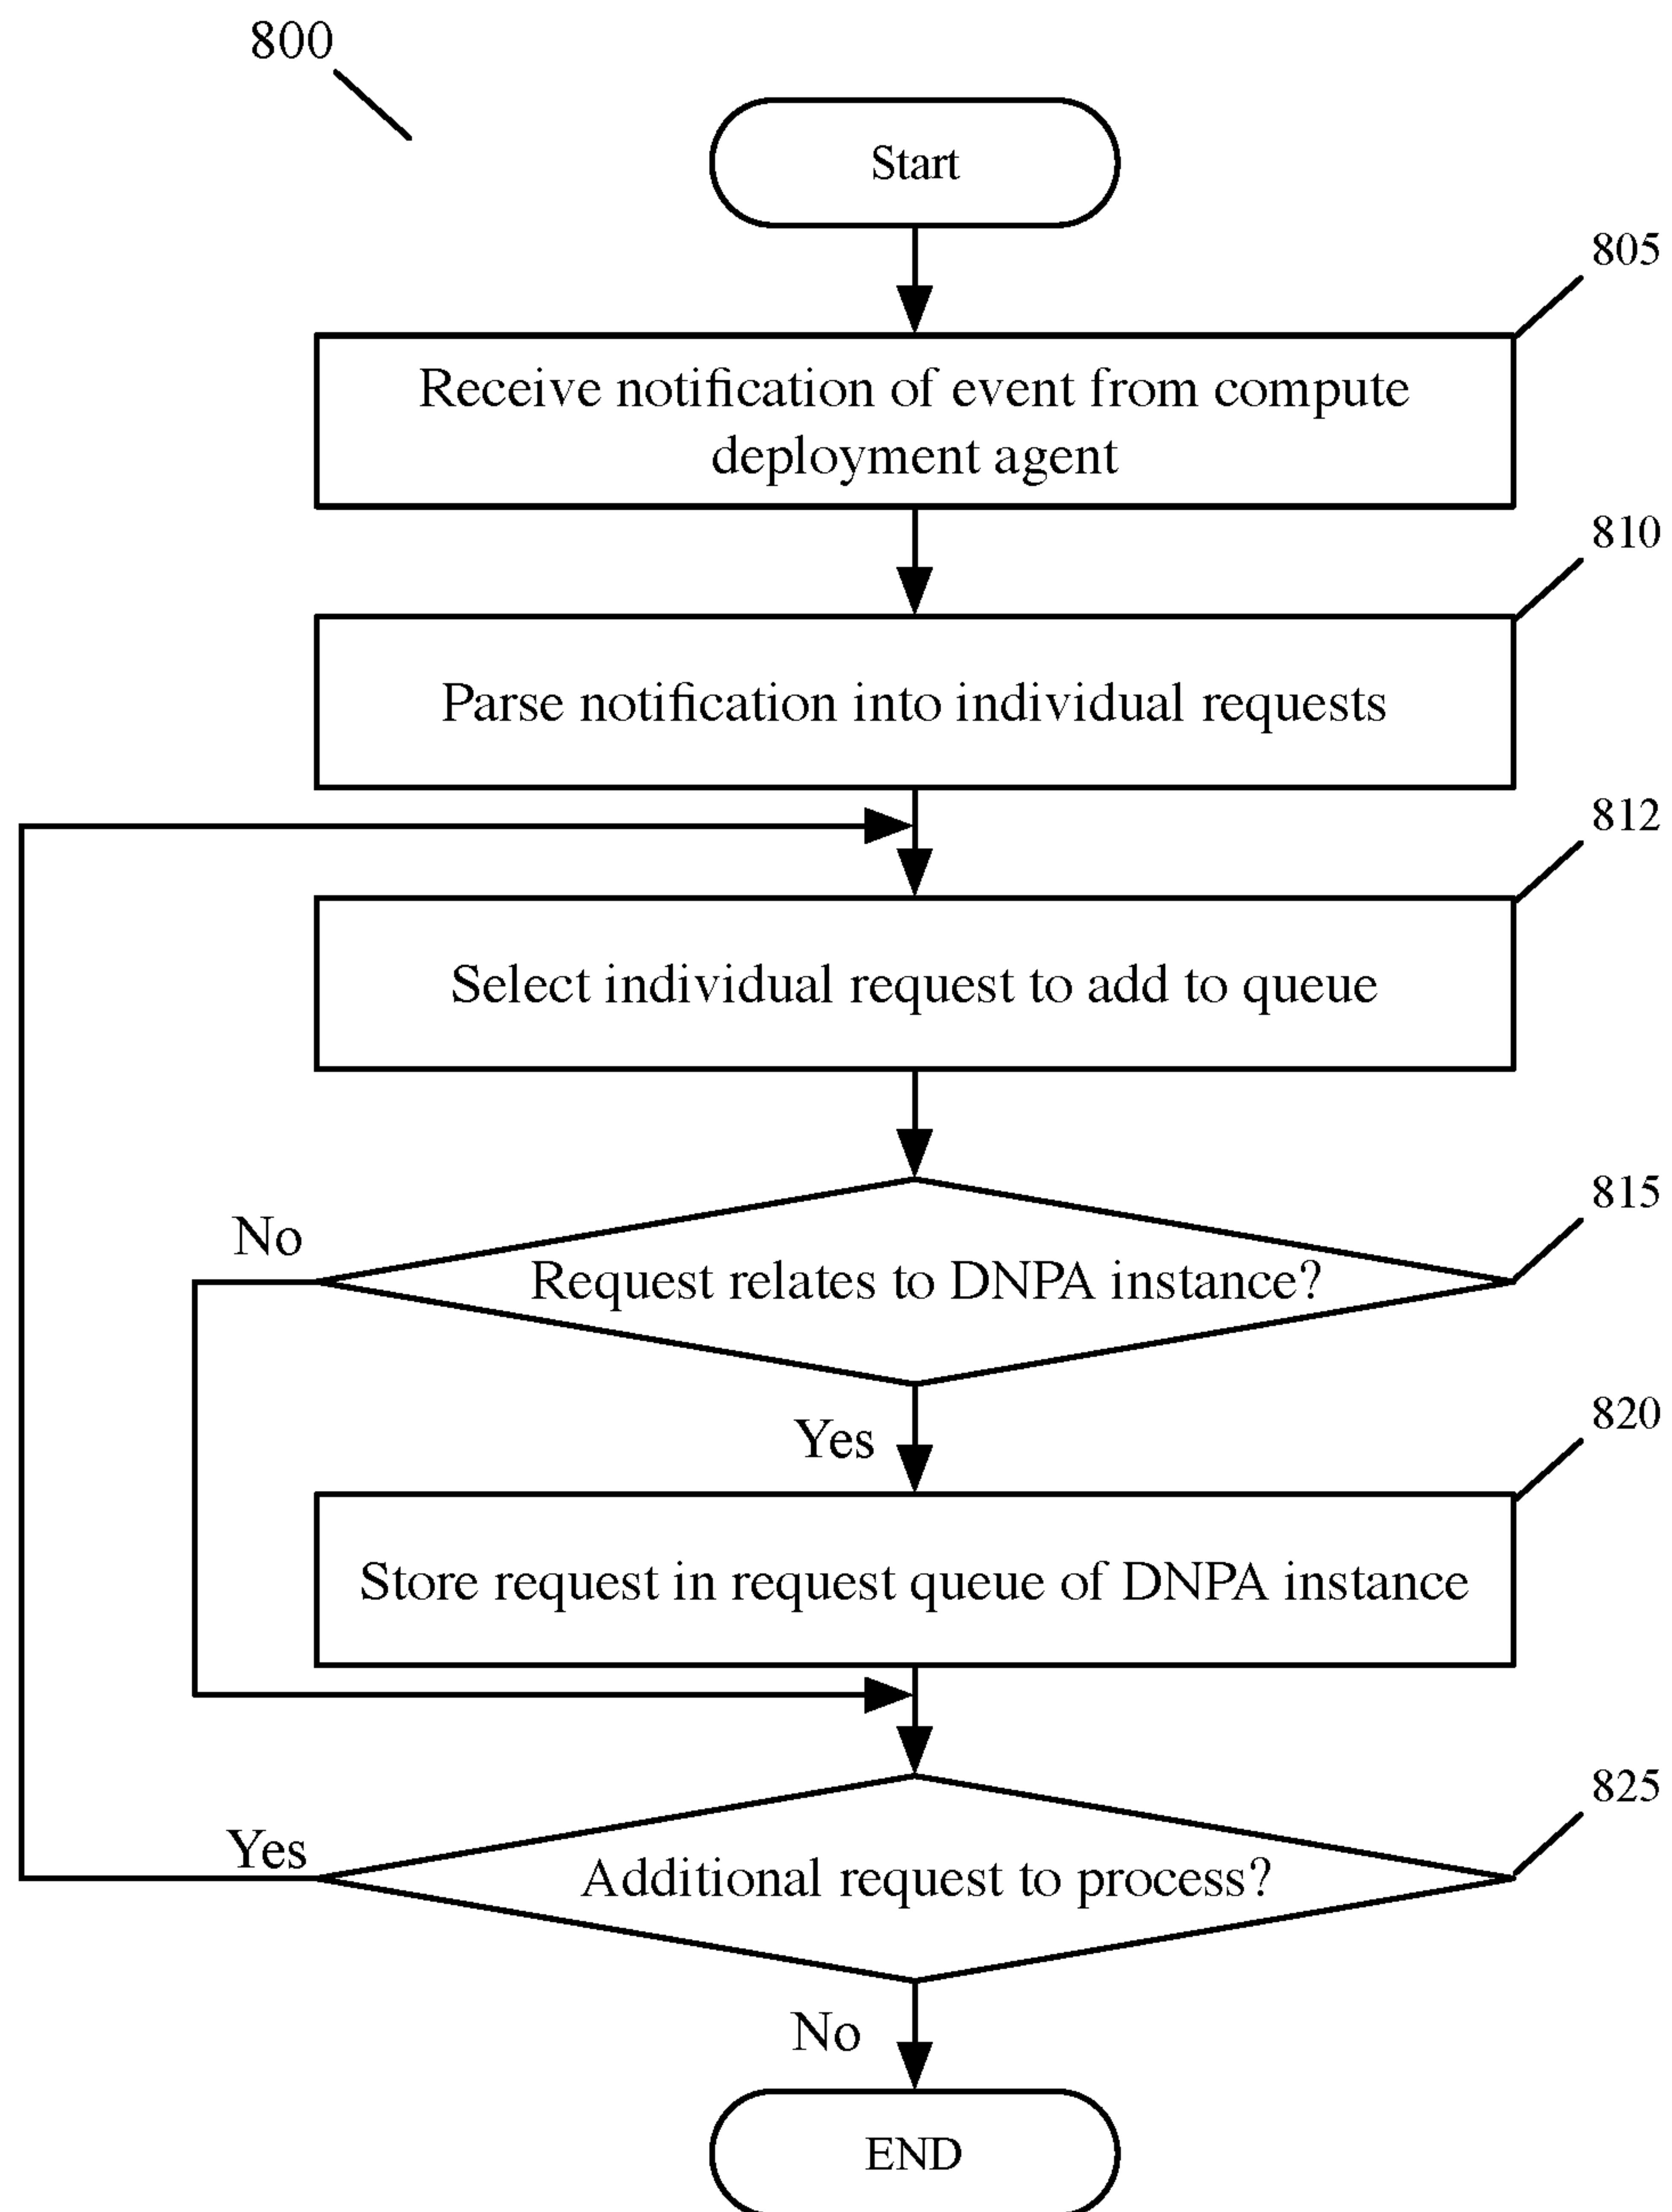 800
Start
805
Receive notification of event from compute
deployment agent
810
Parse notification into individual requests
812
Select individual request to add to queue
815
No
Request relates to DNPA instance?
Yes
820
Store request in request queue of DNPA instance
825
Yes
Additional request to process?
No
END